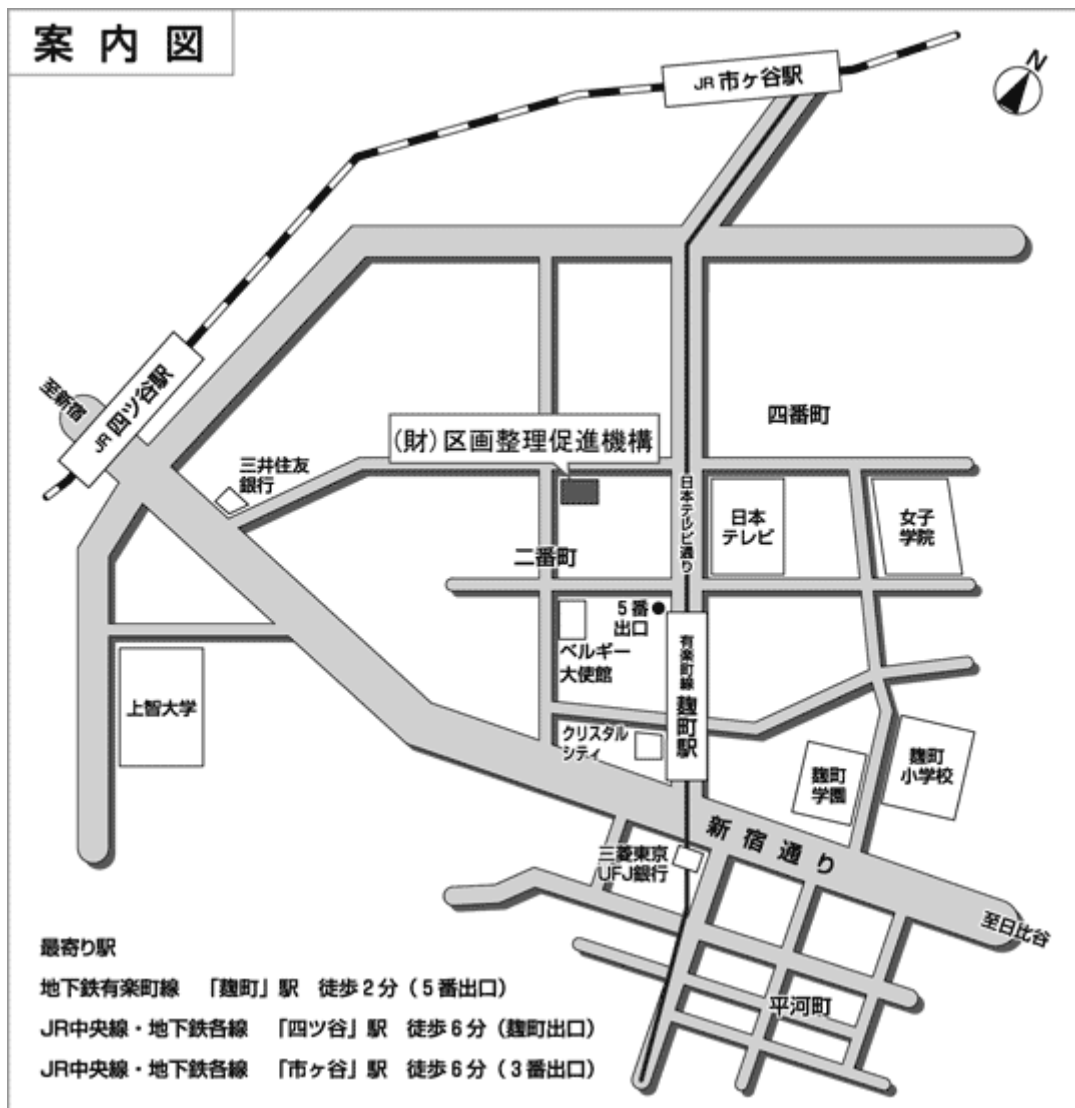 案内図
N
JR 市ヶ谷駅
至新宿
JR 四ツ谷駅
四番町
(財)区画整理促進機構
三井住友
銀行
日本テレビ通り
日本
テレビ
女子
学院
二番町
5番
出口
ベルギー
大使館
有楽町線 麹町駅
上智大学
クリスタル
シティ
麹町
学園
麹町
小学校
新宿通り
三菱東京
UFJ銀行
至日比谷
平河町
最寄り駅
地下鉄有楽町線 「麹町」駅 徒歩2分(5番出口)
JR中央線・地下鉄各線 「四ツ谷」駅 徒歩6分(麹町出口)
JR中央線・地下鉄各線 「市ヶ谷」駅 徒歩6分(3番出口)